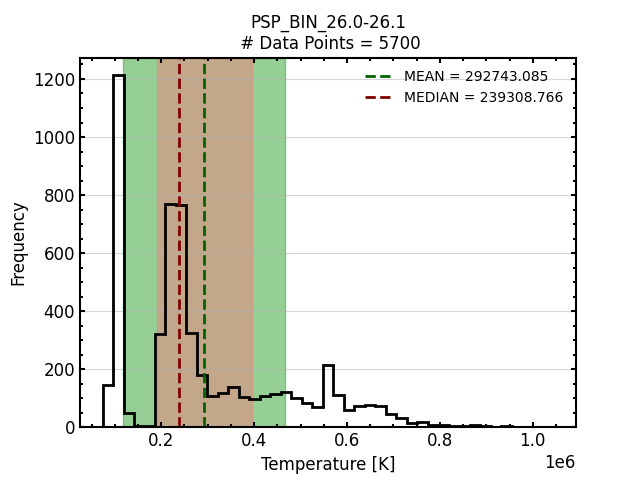 PSP_BIN_26.0-26.1
# Data Points = 5700
MEAN = 292743.085
MEDIAN = 239308.766
1200
1000
800
600
400
200
0
Frequency
0.2 0.4 0.6 0.8 1.0
Temperature [K]
1e6